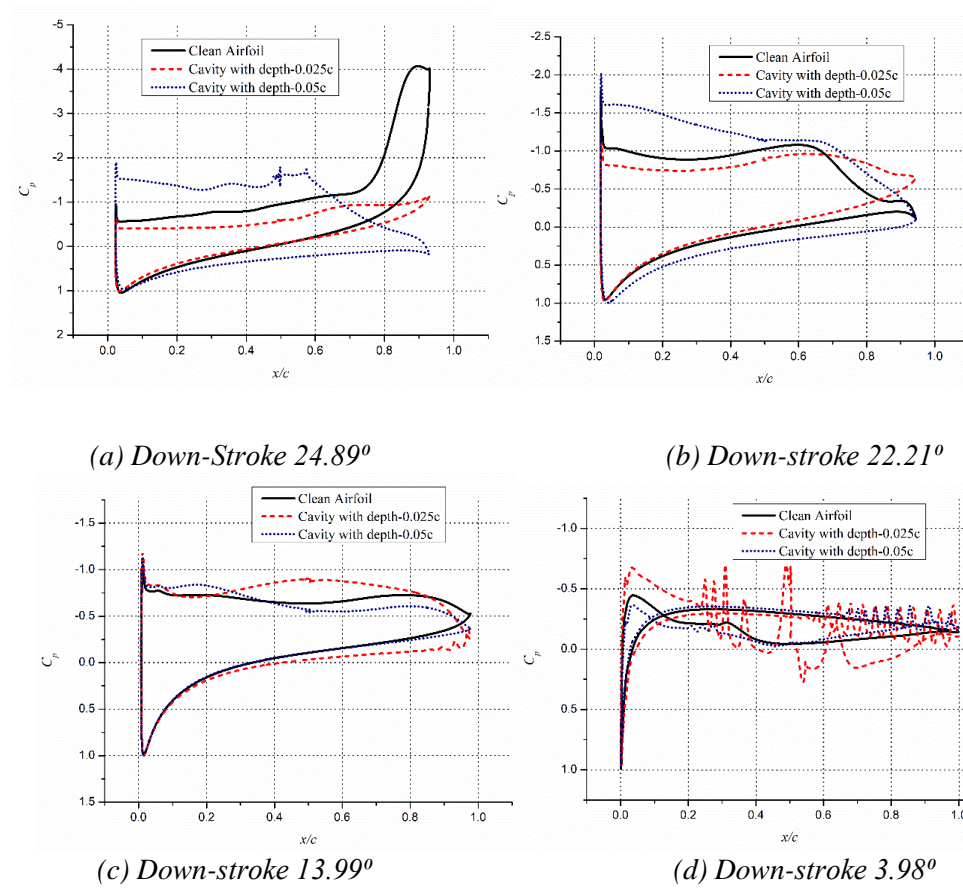 -5
-4
-3
-2
-1
0
1
2
Cp
Clean Airfoil
Cavity with depth-0.025c
Cavity with depth-0.05c
0.0 0.2 0.4 0.6 0.8 1.0
x/c
(a) Down-Stroke 24.89⁰
-2.5
-2.0
-1.5
-1.0
-0.5
0.0
0.5
1.0
1.5
Cp
Clean Airfoil
Cavity with depth-0.025c
Cavity with depth-0.05c
0.0 0.2 0.4 0.6 0.8 1.0
x/c
(b) Down-stroke 22.21⁰
-1.5
-1.0
-0.5
0.0
0.5
1.0
1.5
Cp
Clean Airfoil
Cavity with depth-0.025c
Cavity with depth-0.05c
0.0 0.2 0.4 0.6 0.8 1.0
x/c
(c) Down-stroke 13.99⁰
-1.0
-0.5
0.0
0.5
1.0
Cp
Clean Airfoil
Cavity with depth-0.025c
Cavity with depth-0.05c
0.0 0.2 0.4 0.6 0.8 1.0
x/c
(d) Down-stroke 3.98⁰